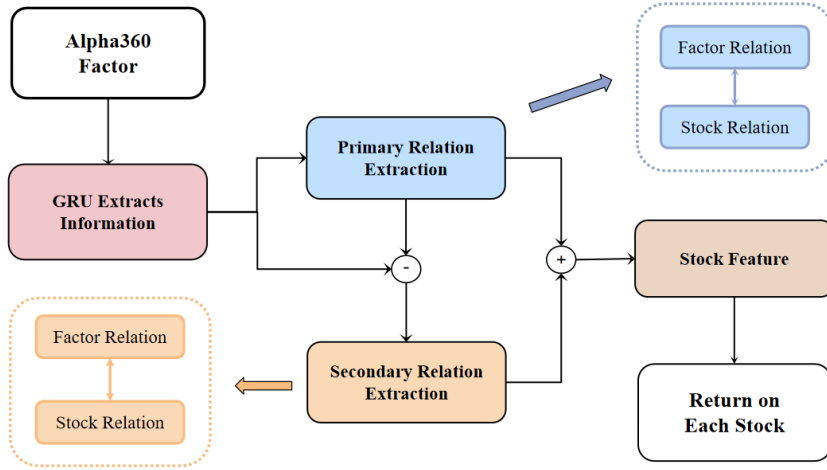 Alpha360
Factor
GRU Extracts
Information
Primary Relation
Extraction
Factor Relation
Stock Relation
-
+
Stock Feature
Factor Relation
Stock Relation
Secondary Relation
Extraction
Return on
Each Stock